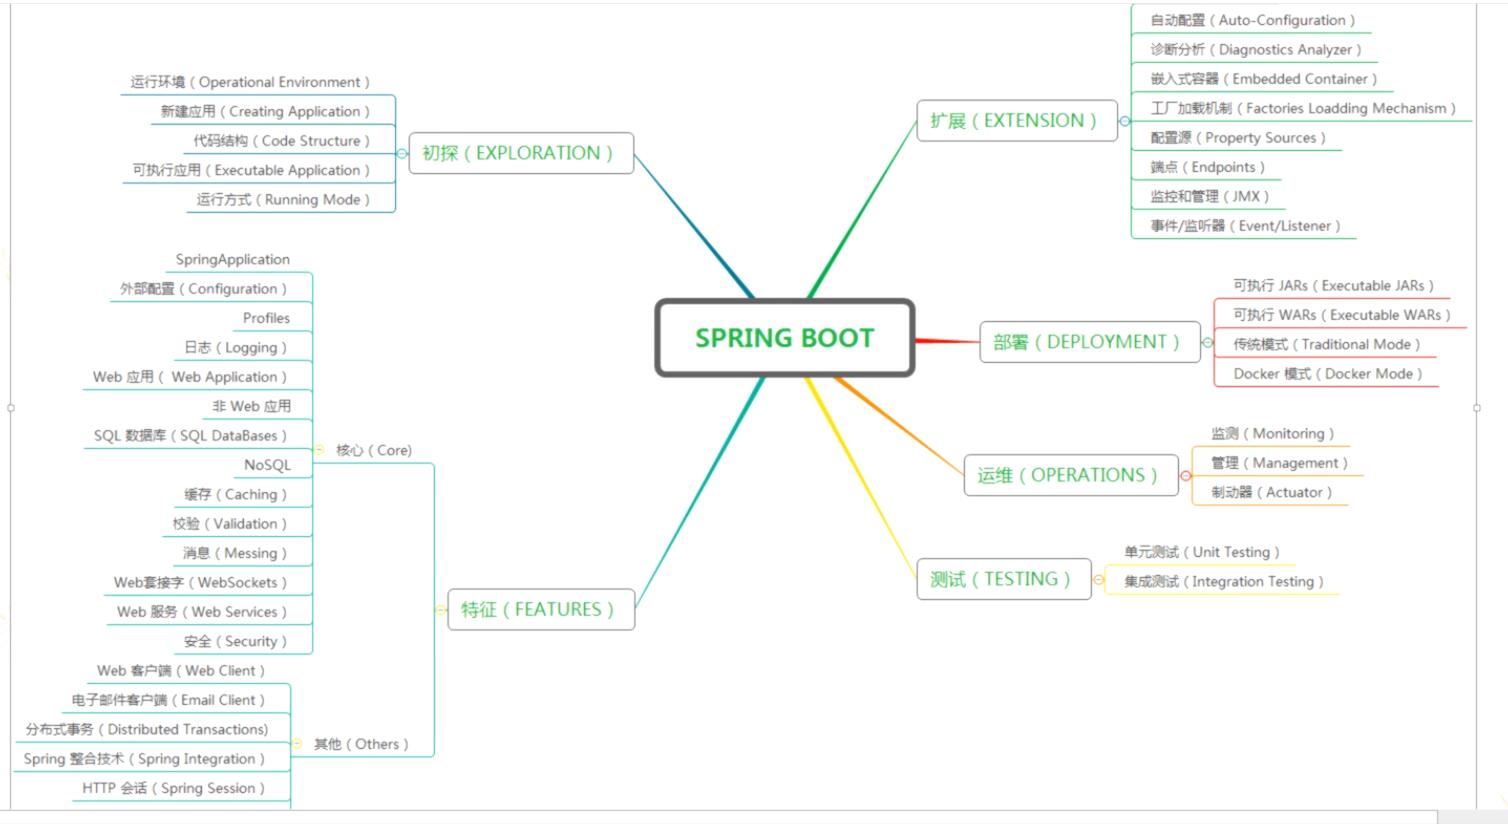 SPRING BOOT
初探（EXPLORATION）
运行环境（Operational Environment）
新建应用（Creating Application）
代码结构（Code Structure）
可执行应用（Executable Application）
运行方式（Running Mode）
特征（FEATURES）
核心（Core)
SpringApplication
外部配置（Configuration）
Profiles
日志（Logging）
Web 应用（ Web Application）
非 Web 应用
SQL 数据库（SQL DataBases）
NoSQL
缓存（Caching）
校验（Validation）
消息（Messing）
Web套接字（WebSockets）
Web 服务（Web Services）
安全（Security）
其他（Others）
Web 客户端（Web Client）
电子邮件客户端（Email Client）
分布式事务（Distributed Transactions)
Spring 整合技术（Spring Integration）
HTTP 会话（Spring Session）
扩展（EXTENSION）
自动配置（Auto-Configuration）
诊断分析（Diagnostics Analyzer）
嵌入式容器（Embedded Container）
工厂加载机制（Factories Loadding Mechanism）
配置源（Property Sources）
端点（Endpoints）
监控和管理（JMX）
事件/监听器（Event/Listener）
部署（DEPLOYMENT）
可执行 JARs（Executable JARs）
可执行 WARs（Executable WARs）
传统模式（Traditional Mode）
Docker 模式（Docker Mode）
运维（OPERATIONS）
监测（Monitoring）
管理（Management）
制动器（Actuator）
测试（TESTING）
单元测试（Unit Testing）
集成测试（Integration Testing）